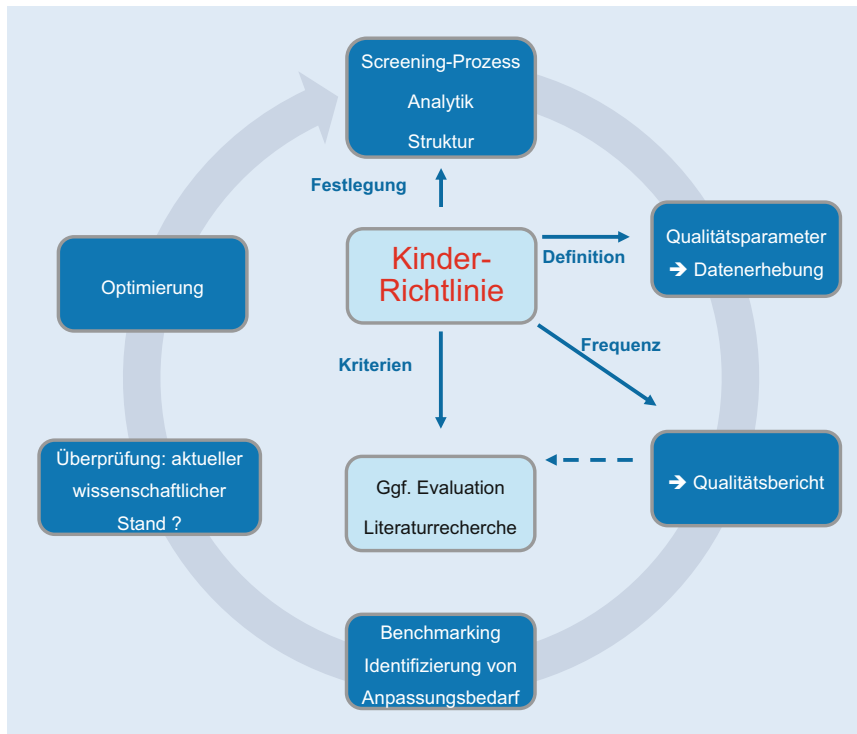 Screening-Prozess
Analytik
Struktur
Festlegung
Kinder-
Richtlinie
Definition
Qualitätsparameter
➔ Datenerhebung
Optimierung
Frequenz
Kriterien
Überprüfung: aktueller
wissenschaftlicher
Stand ?
Ggf. Evaluation
Literaturrecherche
➔ Qualitätsbericht
Benchmarking
Identifizierung von
Anpassungsbedarf